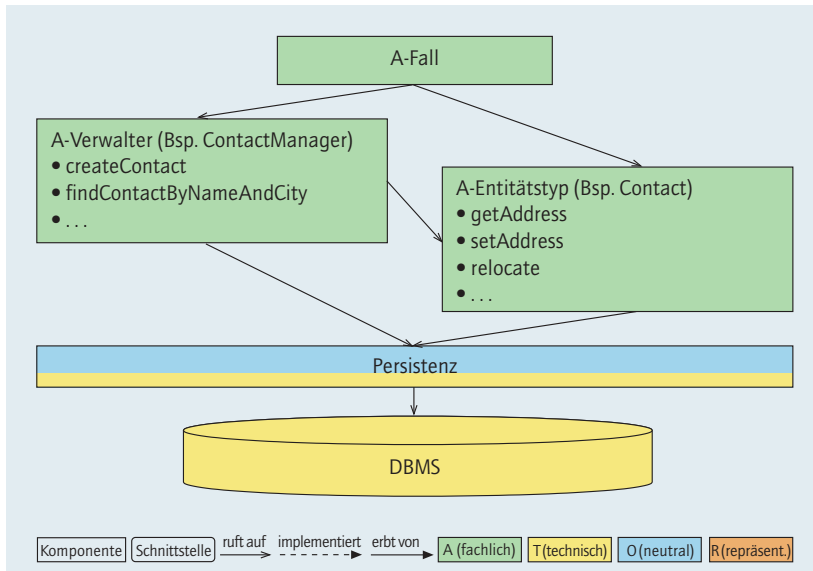 A-Fall
A-Verwalter (Bsp. ContactManager)
• createContact
• findContactByNameAndCity
• . . .
A-Entitätstyp (Bsp. Contact)
• getAddress
• setAddress
• relocate
• . . .
Persistenz
DBMS
Komponente Schnittstelle ruft auf implementiert erbt von A (fachlich) T (technisch) O (neutral) R (repräsent.)